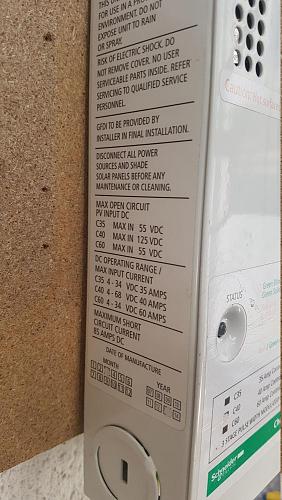 FOR USE IN A
ENVIRONMENT. DO NOT
EXPOSE UNIT TO RAIN
OR SPRAY.
RISK OF ELECTRIC SHOCK. DO
NOT REMOVE COVER. NO USER
SERVICEABLE PARTS INSIDE. REFER
SERVICING TO QUALIFIED SERVICE
PERSONNEL.
GFDI TO BE PROVIDED BY
INSTALLER IN FINAL INSTALLATION.
DISCONNECT ALL POWER
SOURCES AND SHADE
SOLAR PANELS BEFORE ANY
MAINTENANCE OR CLEANING.
MAX OPEN CIRCUIT
PV INPUT DC
C35 MAX IN 55 VDC
C40 MAX IN 125 VDC
C60 MAX IN 55 VDC
DC OPERATING RANGE /
MAX INPUT CURRENT
C35 4 - 34 VDC 35 AMPS
C40 4 - 68 VDC 40 AMPS
C60 4 - 34 VDC 60 AMPS
MAXIMUM SHORT
CIRCUIT CURRENT
85 AMPS DC
DATE OF MANUFACTURE
MONTH YEAR
Caution: Hot
STATUS
C35
C40
C60
3 STAGE PULSE WIDTH
Schneider